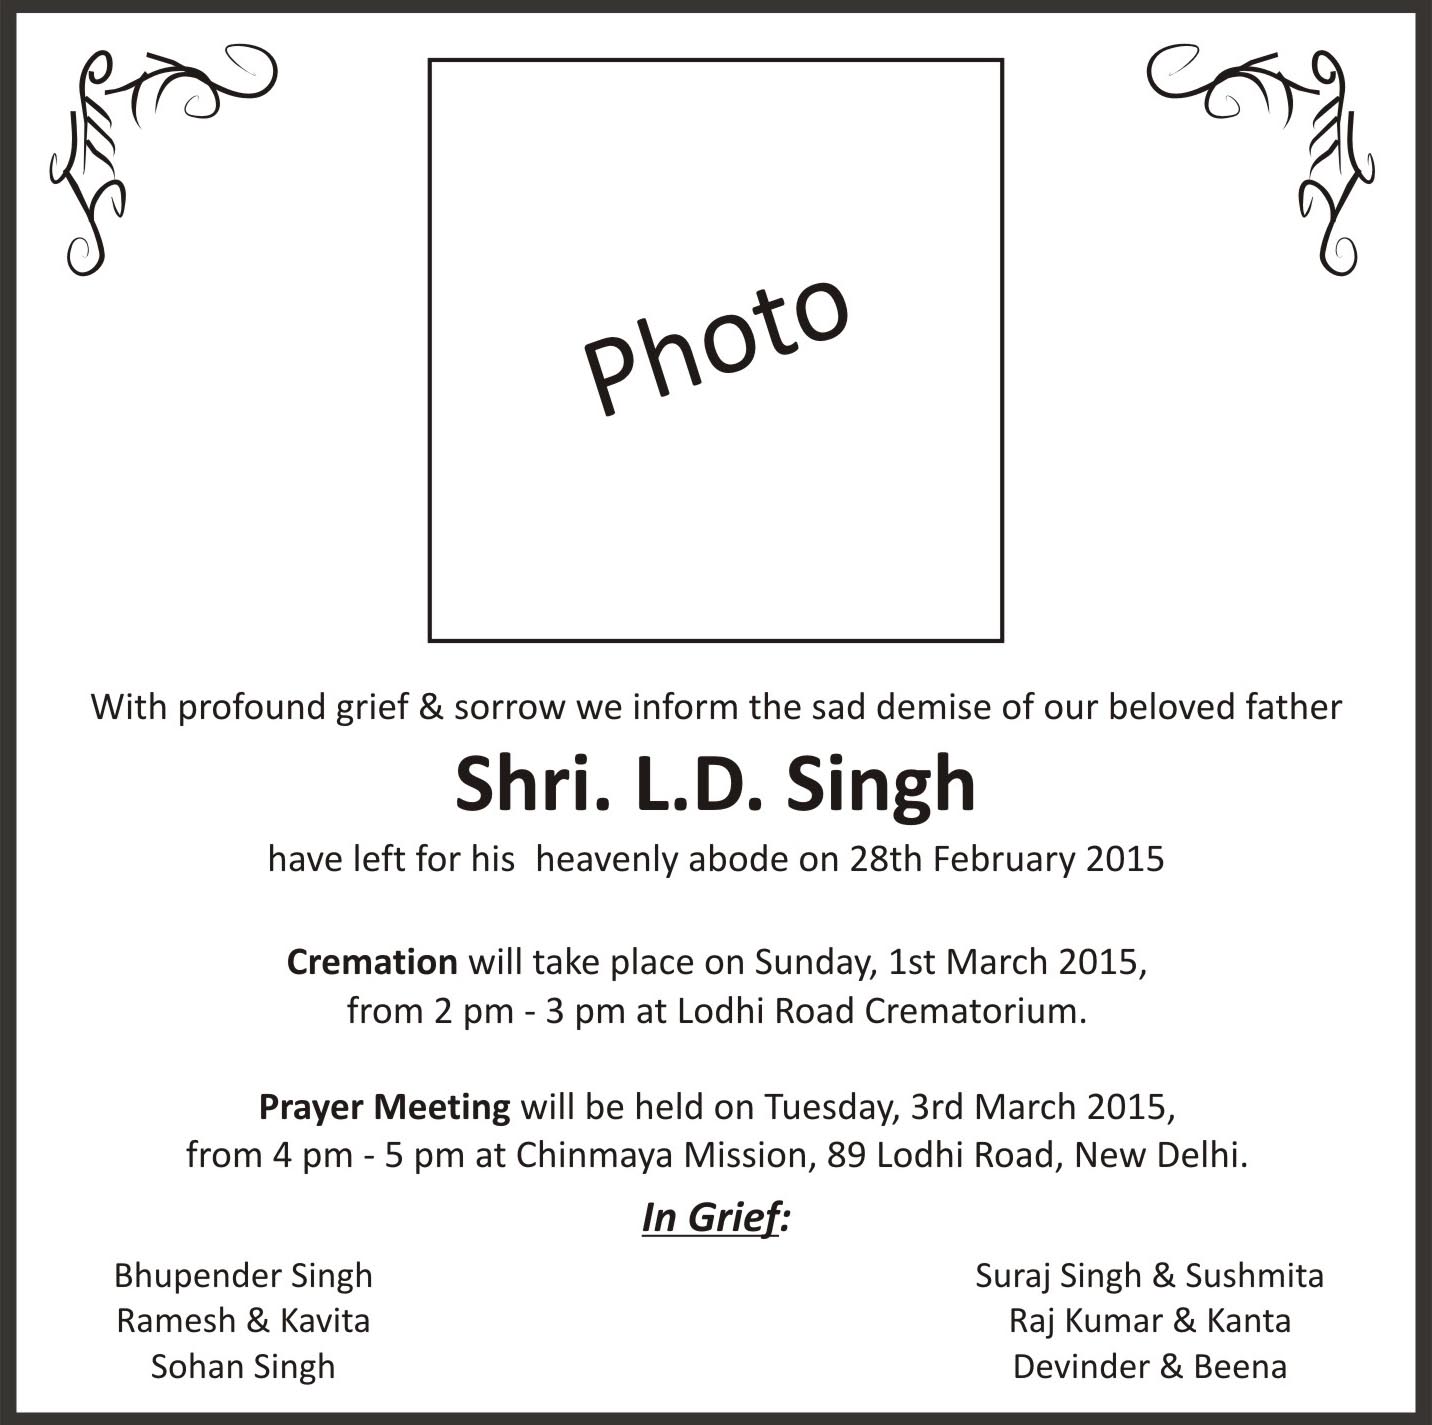 Photo
With profound grief & sorrow we inform the sad demise of our beloved father
Shri. L.D. Singh
have left for his  heavenly abode on 28th February 2015
Cremation will take place on Sunday, 1st March 2015,
from 2 pm - 3 pm at Lodhi Road Crematorium.
Prayer Meeting will be held on Tuesday, 3rd March 2015,
from 4 pm - 5 pm at Chinmaya Mission, 89 Lodhi Road, New Delhi.
In Grief:
Bhupender Singh
Ramesh & Kavita
Sohan Singh
Suraj Singh & Sushmita
Raj Kumar & Kanta
Devinder & Beena